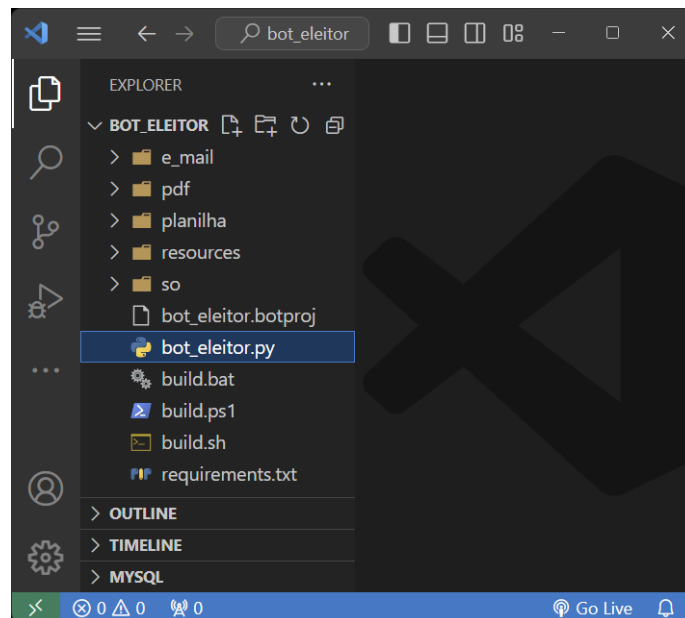 bot_eleitor
EXPLORER
BOT_ELEITOR
e_mail
pdf
planilha
resources
so
bot_eleitor.botproj
bot_eleitor.py
build.bat
build.ps1
build.sh
PIP requirements.txt
OUTLINE
TIMELINE
MYSQL
0 0 0 Go Live